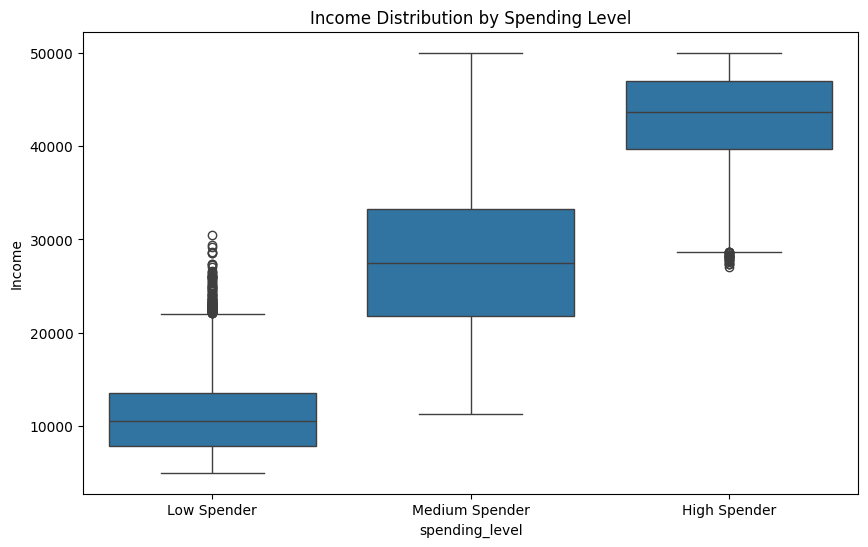 Income Distribution by Spending Level
50000
40000
30000
20000
10000
Income
Low Spender
Medium Spender
High Spender
spending_level